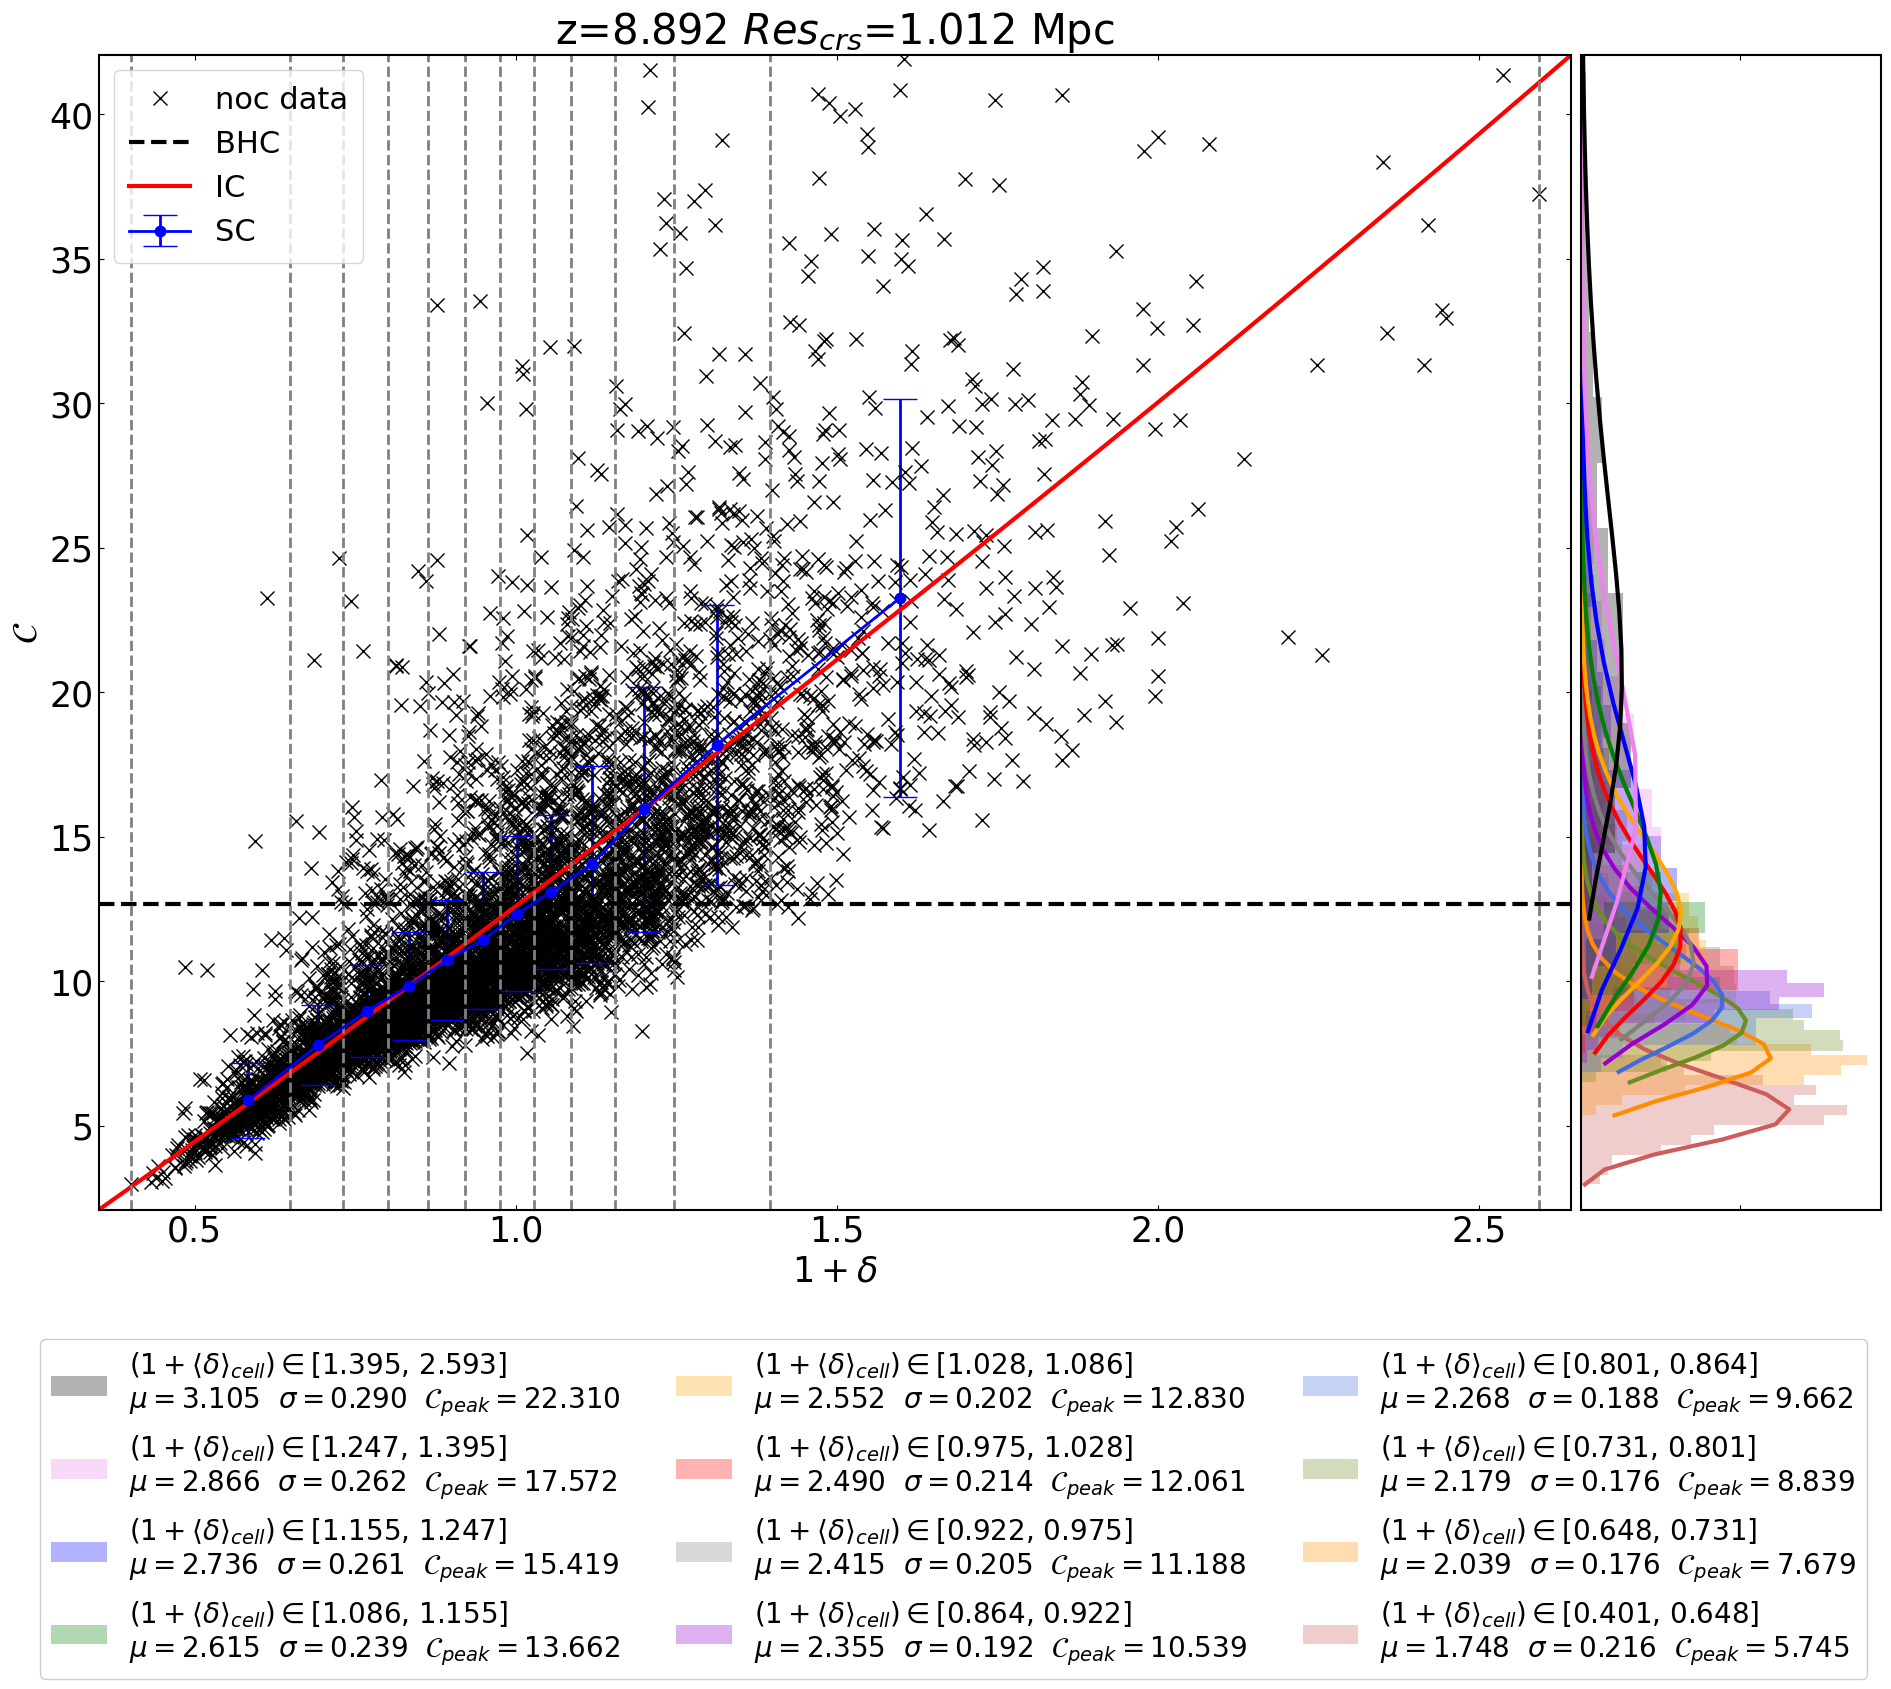 z=8.892 Res_crs=1.012 Mpc
noc data
BHC
IC
SC
40
35
30
25
20
15
10
5
𝒞
0.5 1.0 1.5 2.0 2.5
1 + δ
(1 + ⟨δ⟩_cell) ∈ [1.395, 2.593]
μ = 3.105 σ = 0.290 𝒞_peak = 22.310
(1 + ⟨δ⟩_cell) ∈ [1.247, 1.395]
μ = 2.866 σ = 0.262 𝒞_peak = 17.572
(1 + ⟨δ⟩_cell) ∈ [1.155, 1.247]
μ = 2.736 σ = 0.261 𝒞_peak = 15.419
(1 + ⟨δ⟩_cell) ∈ [1.086, 1.155]
μ = 2.615 σ = 0.239 𝒞_peak = 13.662
(1 + ⟨δ⟩_cell) ∈ [1.028, 1.086]
μ = 2.552 σ = 0.202 𝒞_peak = 12.830
(1 + ⟨δ⟩_cell) ∈ [0.975, 1.028]
μ = 2.490 σ = 0.214 𝒞_peak = 12.061
(1 + ⟨δ⟩_cell) ∈ [0.922, 0.975]
μ = 2.415 σ = 0.205 𝒞_peak = 11.188
(1 + ⟨δ⟩_cell) ∈ [0.864, 0.922]
μ = 2.355 σ = 0.192 𝒞_peak = 10.539
(1 + ⟨δ⟩_cell) ∈ [0.801, 0.864]
μ = 2.268 σ = 0.188 𝒞_peak = 9.662
(1 + ⟨δ⟩_cell) ∈ [0.731, 0.801]
μ = 2.179 σ = 0.176 𝒞_peak = 8.839
(1 + ⟨δ⟩_cell) ∈ [0.648, 0.731]
μ = 2.039 σ = 0.176 𝒞_peak = 7.679
(1 + ⟨δ⟩_cell) ∈ [0.401, 0.648]
μ = 1.748 σ = 0.216 𝒞_peak = 5.745